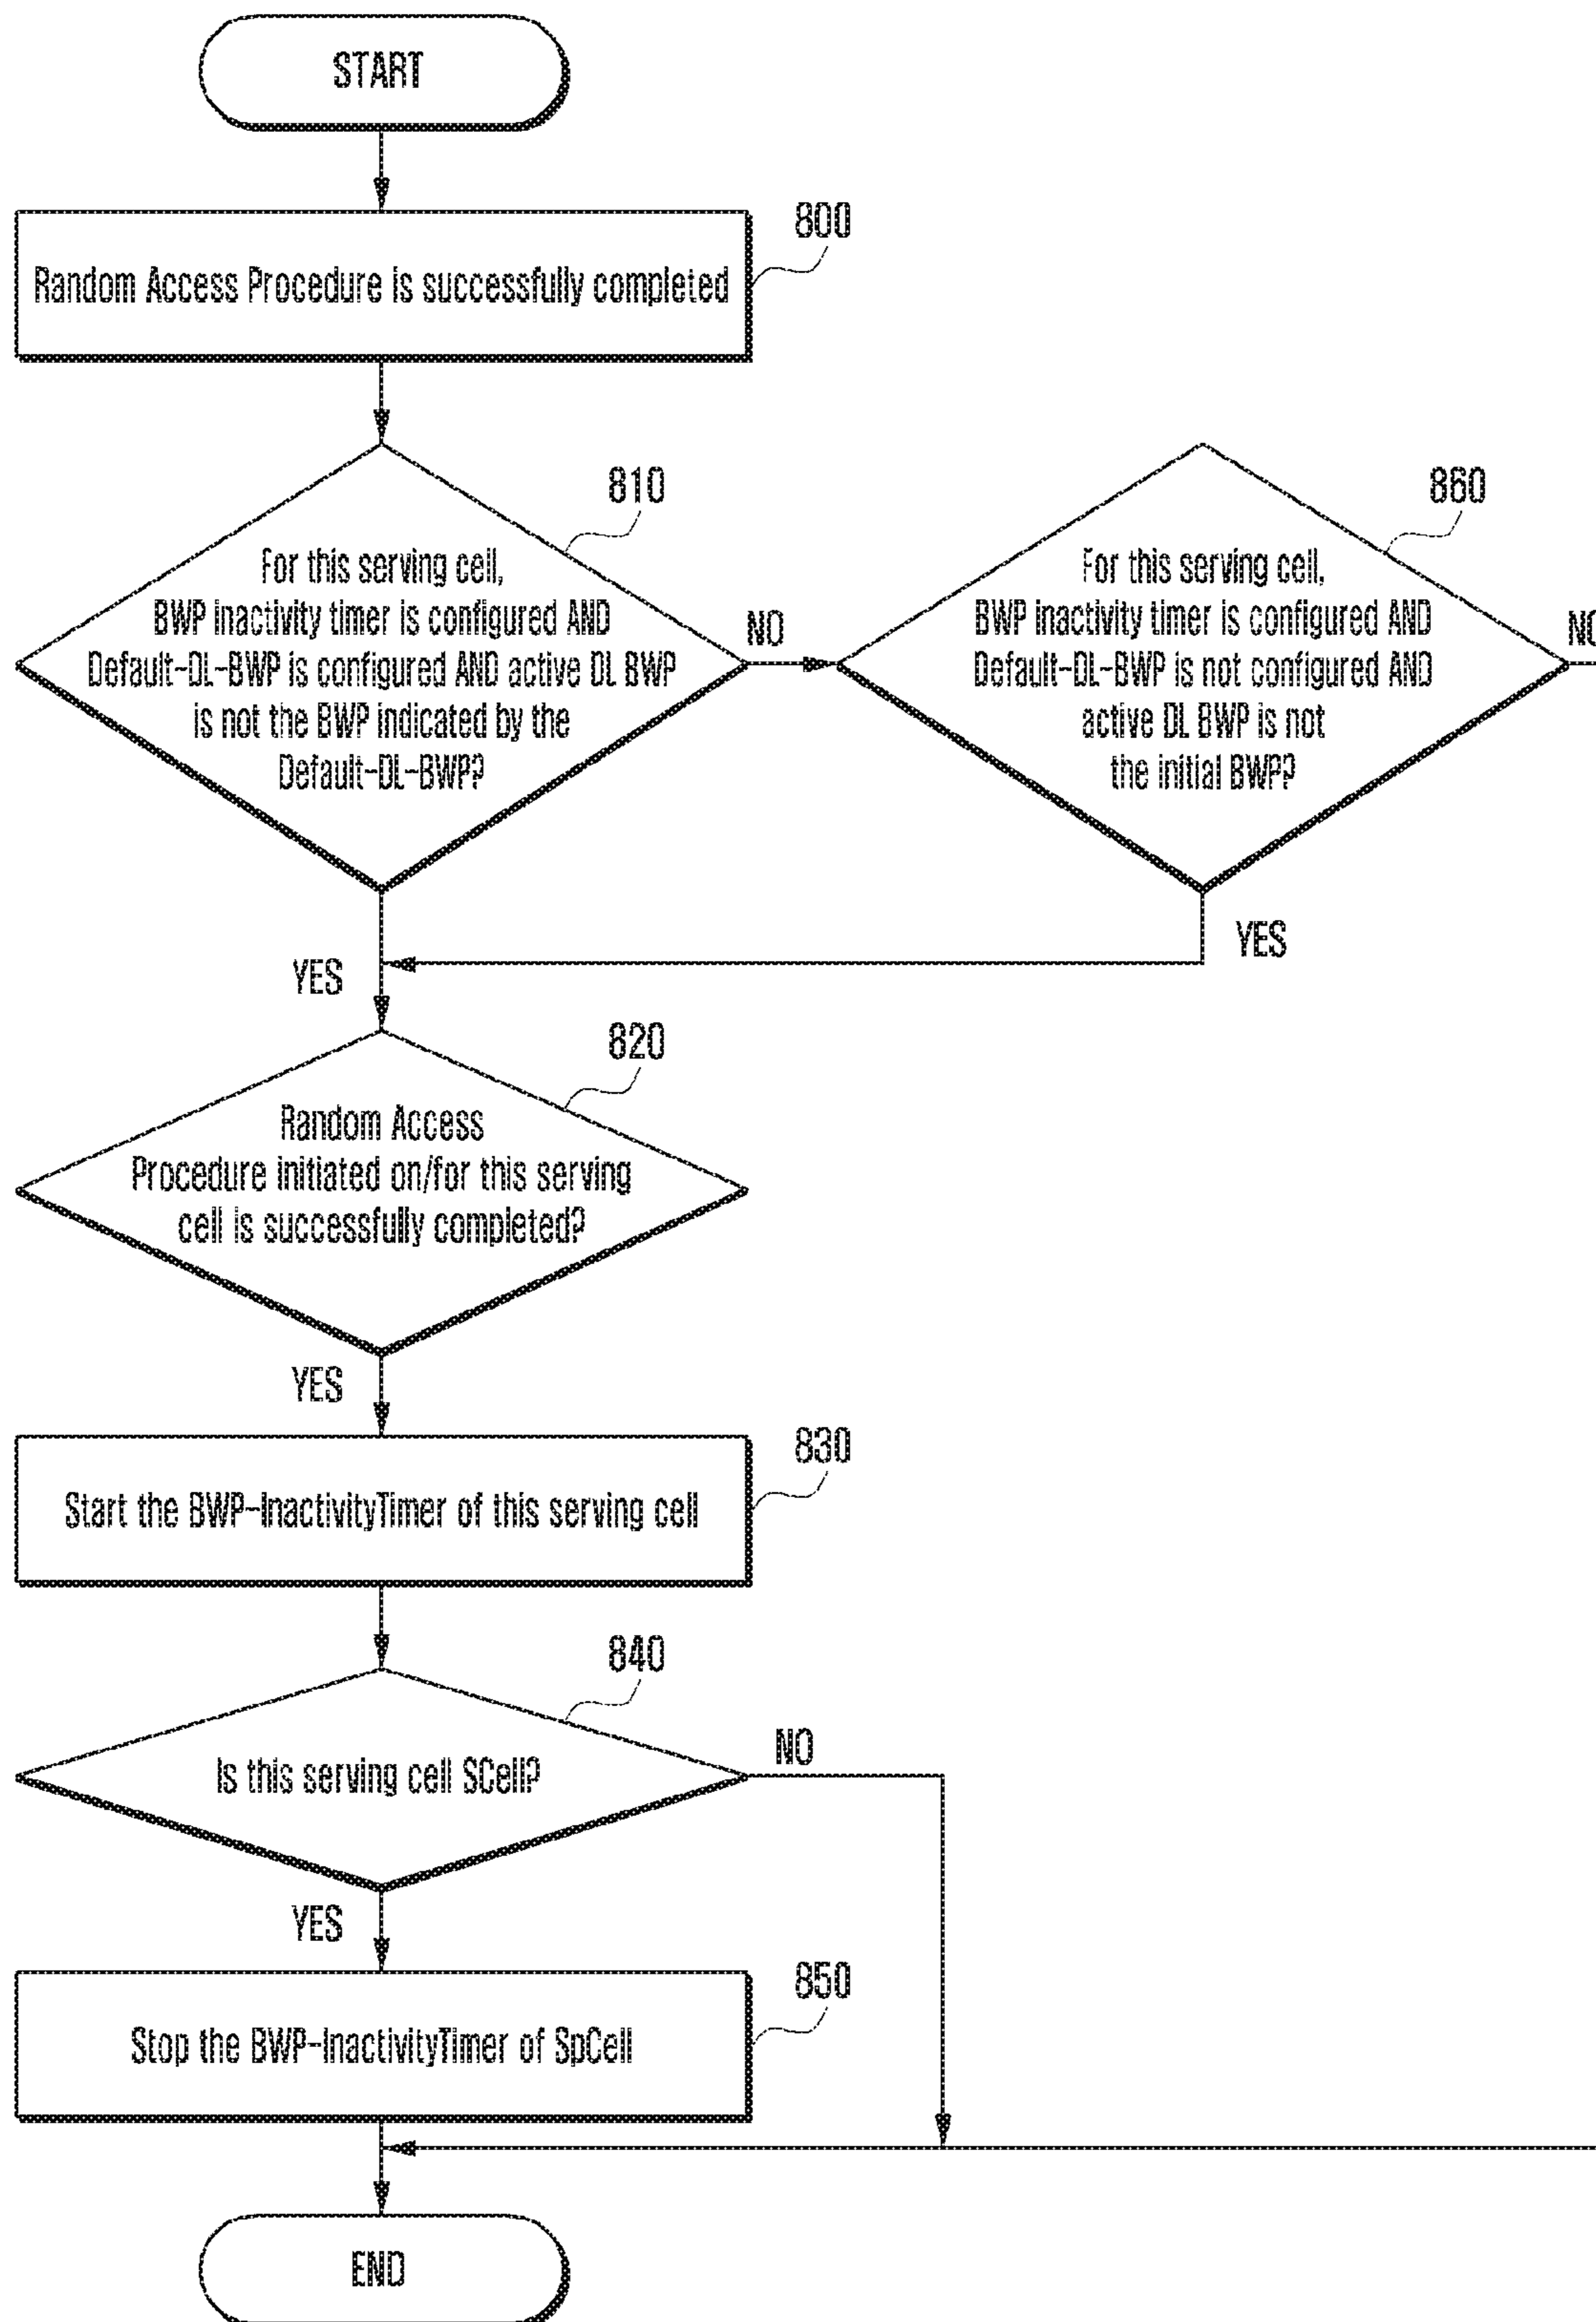 START
800
Random Access Procedure is successfully completed
810
For this serving cell,
BWP inactivity timer is configured AND
Default-DL-BWP is configured AND active DL BWP
is not the BWP indicated by the
Default-DL-BWP?
NO
860
For this serving cell,
BWP inactivity timer is configured AND
Default-DL-BWP is not configured AND
active DL BWP is not
the initial BWP?
NO
YES
YES
820
Random Access
Procedure initiated on/for this serving
cell is successfully completed?
YES
830
Start the BWP-InactivityTimer of this serving cell
840
Is this serving cell SCell?
NO
YES
850
Stop the BWP-InactivityTimer of SpCell
END